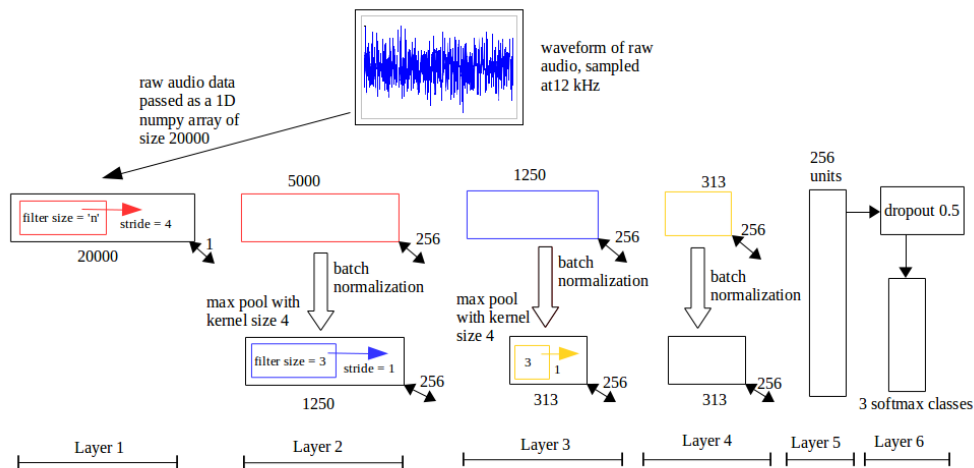 waveform of raw
audio, sampled
at12 kHz
raw audio data
passed as a 1D
numpy array of
size 20000
filter size = 'n'
stride = 4
1
20000
5000
256
batch
normalization
max pool with
kernel size 4
filter size = 3
stride = 1
256
1250
1250
256
batch
normalization
max pool
with kernel
size 4
3
1
256
313
313
256
batch
normalization
256
313
256
units
dropout 0.5
3 softmax classes
Layer 1
Layer 2
Layer 3
Layer 4
Layer 5
Layer 6